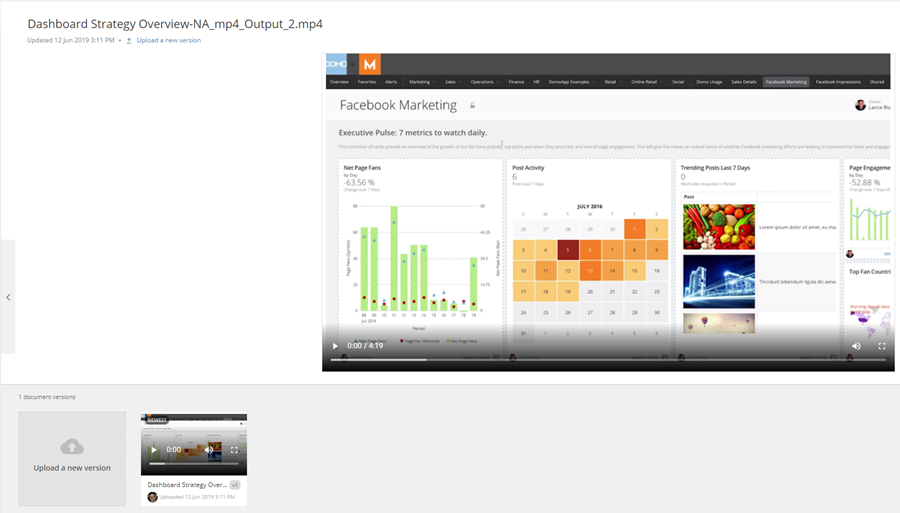 Dashboard Strategy Overview-NA_mp4_Output_2.mp4
Updated 12 Jun 2019 3:11 PM • Upload a new version
DOMO + M
Overview Favorites Alerts Marketing Sales Operations Finance HR DomoApp Examples Retail Online Retail Social Domo Usage Sales Details Facebook Marketing Facebook Impressions Shared
Facebook Marketing
Owner
Lance Riv
Executive Pulse: 7 metrics to watch daily.
This collection of cards provide an overview of the growth of our fan base globally, top posts and when they occurred, and overall page engagement. This will give the viewer an overall sense of whether Facebook marketing efforts are leading to increased fan base and engagem
Net Page Fans
by Day
-63.56 %
Change over 7 Days
Post Activity
6
Posts Last 7 Days
Trending Posts Last 7 Days
0
Most Likes Acquired in Period
Page Engageme
by Day
-52.88 %
Change over 7 Days
JULY 2016
S M T W T F S
26 27 28 29 30 1 2
3 4 5 6 7 8 9
10 11 12 13 14 15 16
17 18 19 20 21 22 23
24 25 26 27 28 29 30
31 1 2 3 4 5 6
Page Fans (Symbol)
80
60
40
20
0
59
44.25
29.5
14.75
0
Net Page Fans (Bar)
08 09 10 11 12 13 14 15 16 17 18 19
Jul 2016
Period
Page Fan Removes Net Page Fans
Post
Lorem ipsum dolor sit amet, eu ma
Tincidunt bibendum ligula dis aene
Top Fan Countri
0:00 / 4:19
1 document versions
Upload a new version
NEWEST
0:00
Dashboard Strategy Over... v1
Uploaded 12 Jun 2019 3:11 PM